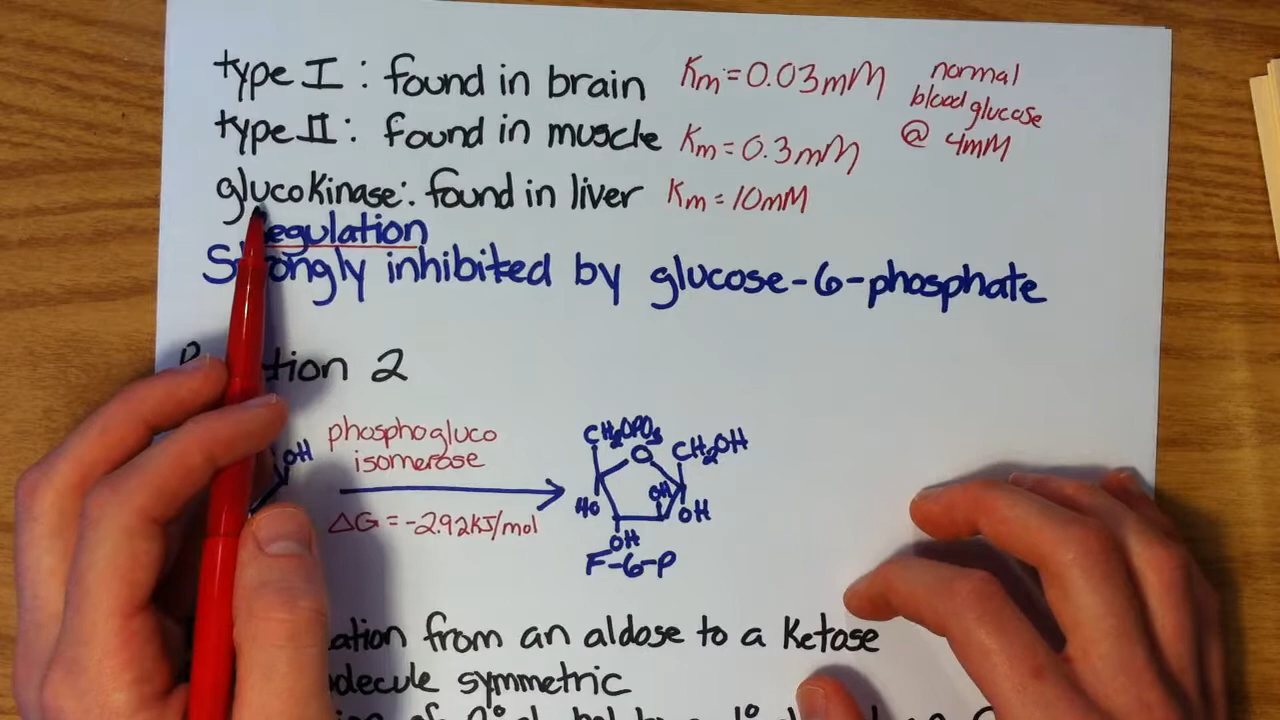 type I : found in brain Km = 0.03mM
normal
blood glucose
@ 4mM
type II : found in muscle Km = 0.3mM
glucokinase: found in liver Km = 10mM
egulation
Strongly inhibited by glucose-6-phosphate
tion 2
phosphogluco
isomerase
ΔG = -2.92kJ/mol
OH
CH₂OPO₃
O
CH₂OH
HO
OH
OH
OH
F-6-P
ation from an aldose to a Ketose
olecule symmetric